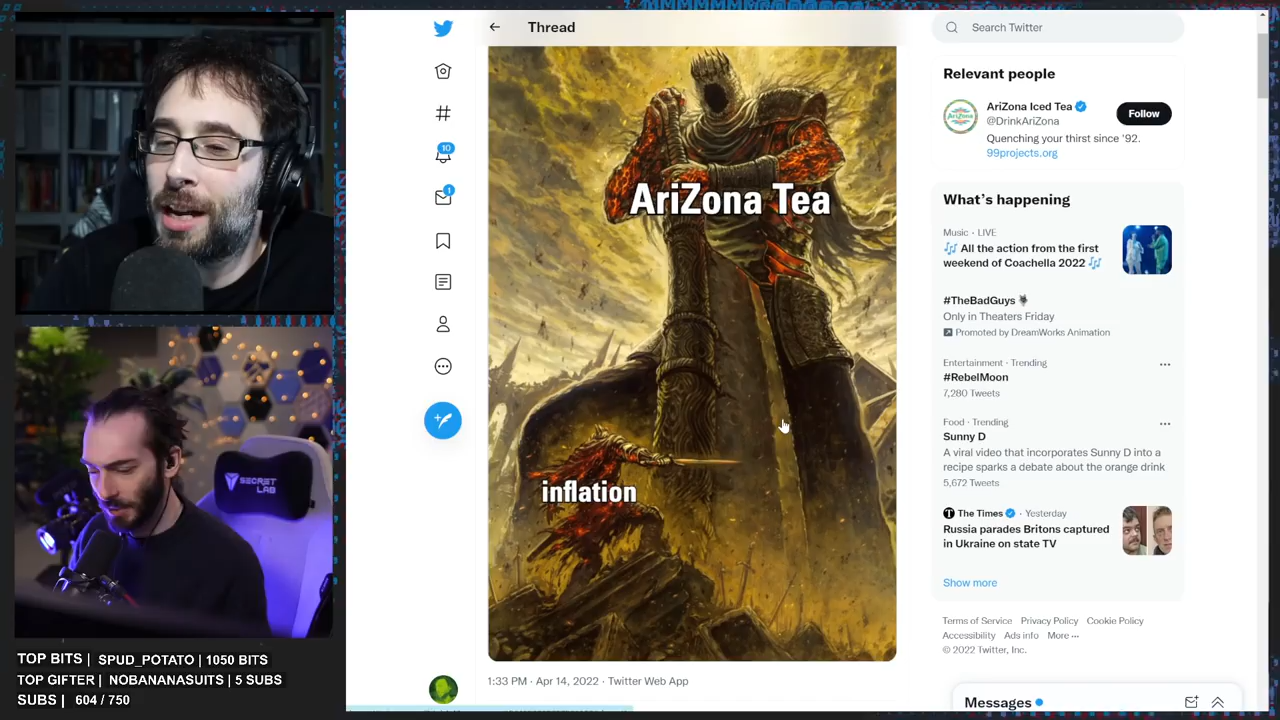 Thread
Search Twitter
10
1
AriZona Tea
inflation
1:33 PM · Apr 14, 2022 · Twitter Web App
Relevant people
AriZona Iced Tea
@DrinkAriZona
Follow
Quenching your thirst since '92.
99projects.org
What's happening
Music · LIVE
🎶 All the action from the first
weekend of Coachella 2022 🎶
#TheBadGuys
Only in Theaters Friday
Promoted by DreamWorks Animation
Entertainment · Trending
#RebelMoon
7,280 Tweets
Food · Trending
Sunny D
A viral video that incorporates Sunny D into a
recipe sparks a debate about the orange drink
5,672 Tweets
The Times · Yesterday
Russia parades Britons captured
in Ukraine on state TV
Show more
Terms of Service Privacy Policy Cookie Policy
Accessibility Ads info More ···
© 2022 Twitter, Inc.
Messages
SECRET
LAB
TOP BITS | SPUD_POTATO | 1050 BITS
TOP GIFTER | NOBANANASUITS | 5 SUBS
SUBS | 604 / 750